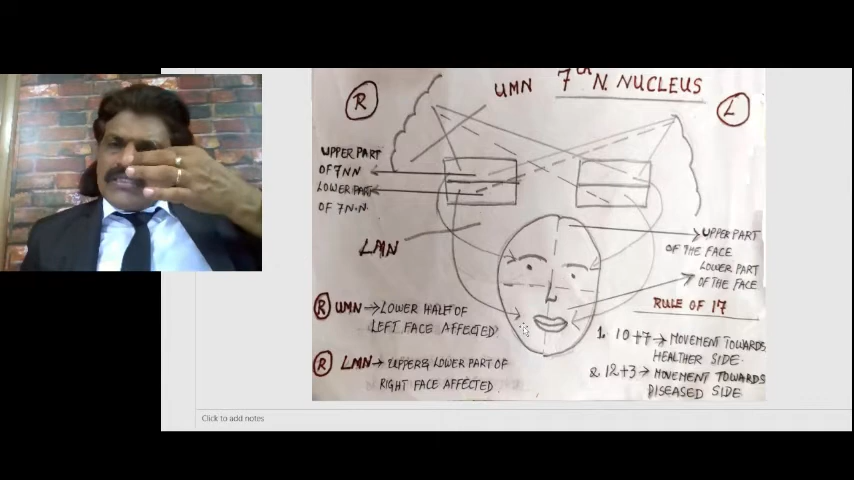 UMN 7th N. NUCLEUS
R
L
UPPER PART
OF 7NN
LOWER PART
OF 7N.N.
LMN
UPPER PART
OF THE FACE
LOWER PART
OF THE FACE
R UMN → LOWER HALF OF
LEFT FACE AFFECTED
R LMN → UPPER & LOWER PART OF
RIGHT FACE AFFECTED.
RULE OF 17
1. 10+7 → MOVEMENT TOWARDS
HEALTHER SIDE.
2. 12+3 → MOVEMENT TOWARDS
DISEASED SIDE
Click to add notes